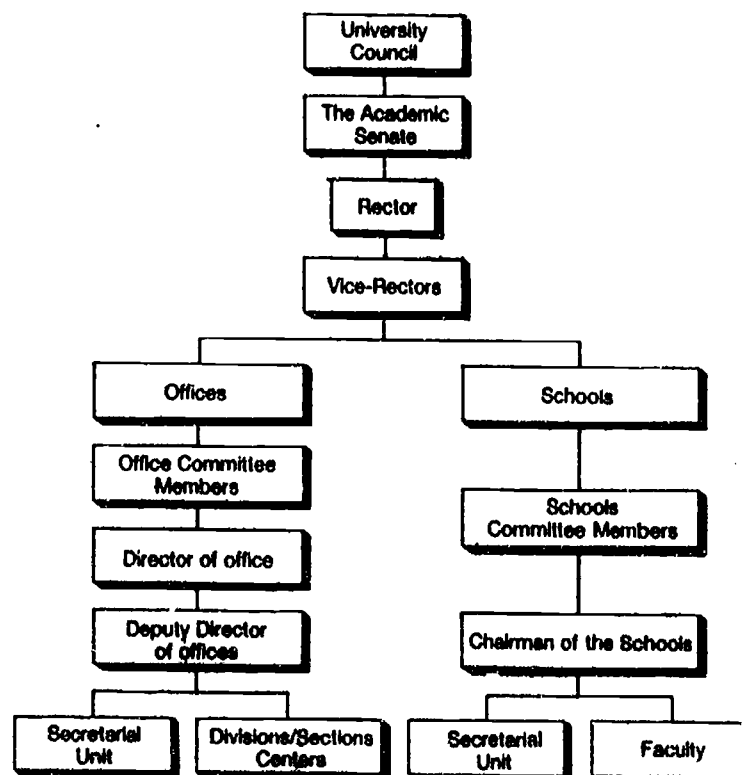 University
Council
The Academic
Senate
Rector
Vice-Rectors
Offices
Schools
Office Committee
Members
Schools
Committee Members
Director of office
Deputy Director
of offices
Chairman of the Schools
Secretarial
Unit
Divisions/Sections
Centers
Secretarial
Unit
Faculty